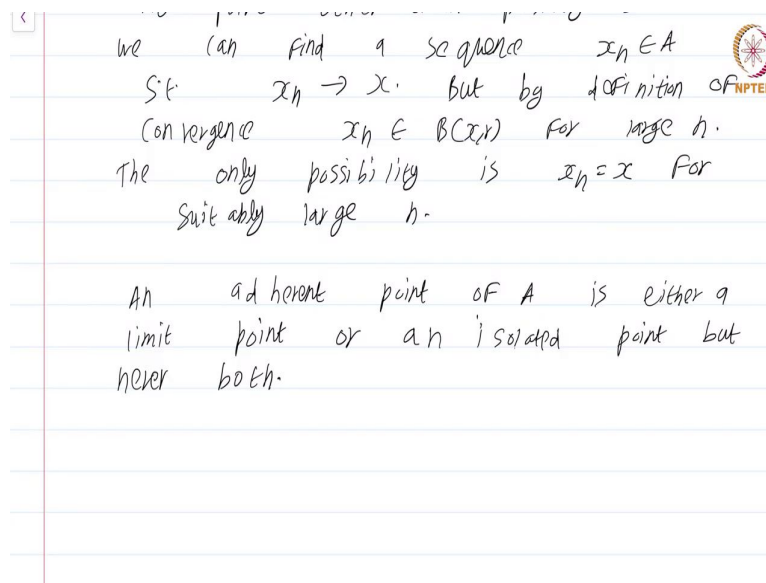 we can find a sequence xₙ ∈ A
s.t. xₙ → x. But by definition of
Convergence xₙ ∈ B(x,r) for large n.
The only possibility is xₙ = x for
suitably large n.
An adherent point of A is either a
limit point or an isolated point but
never both.
NPTEL